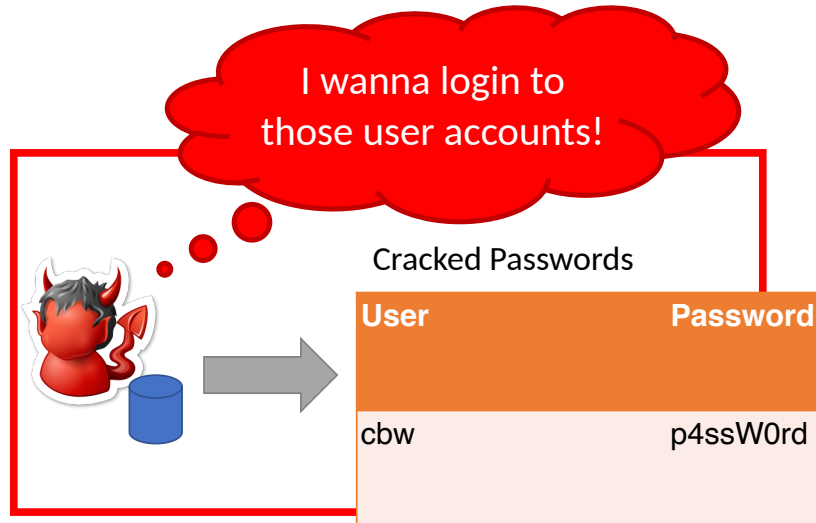 I wanna login to
those user accounts!
Cracked Passwords
User Password
cbw p4ssW0rd